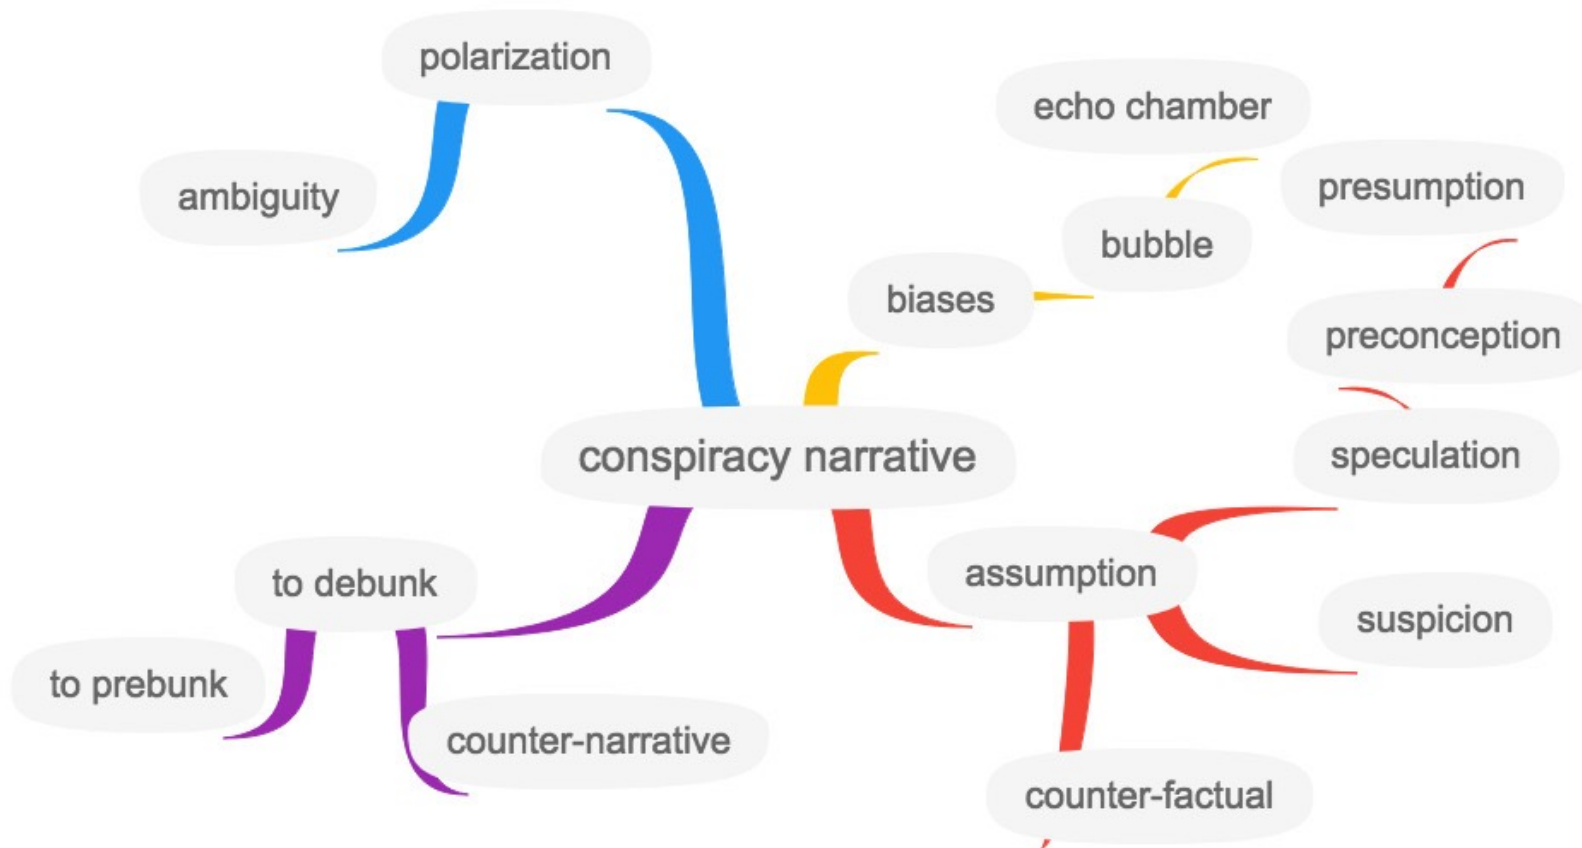 polarization
echo chamber
presumption
ambiguity
bubble
biases
preconception
conspiracy narrative
speculation
assumption
to debunk
suspicion
to prebunk
counter-narrative
counter-factual